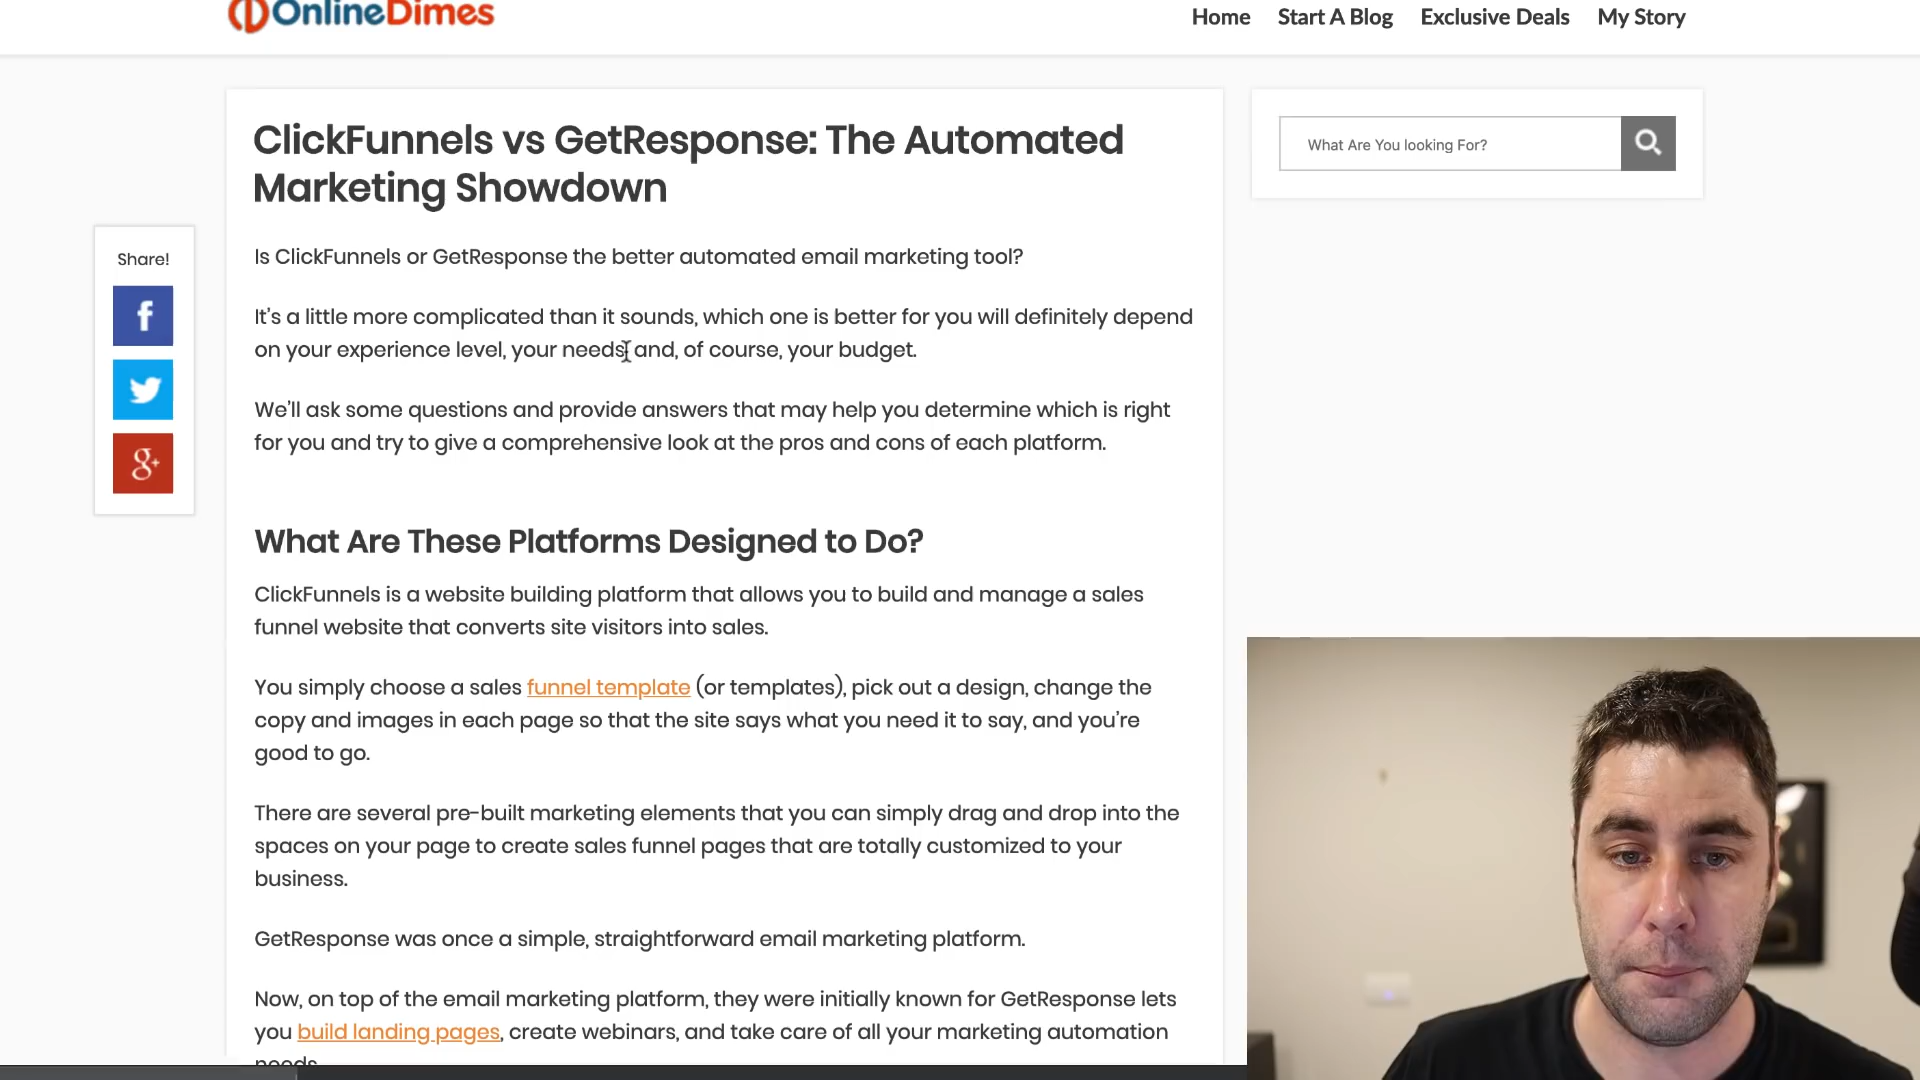 OnlineDimes
Home Start A Blog Exclusive Deals My Story
ClickFunnels vs GetResponse: The Automated
Marketing Showdown
What Are You looking For?
Is ClickFunnels or GetResponse the better automated email marketing tool?
It's a little more complicated than it sounds, which one is better for you will definitely depend
on your experience level, your needs and, of course, your budget.
Share!
f
g+
We'll ask some questions and provide answers that may help you determine which is right
for you and try to give a comprehensive look at the pros and cons of each platform.
What Are These Platforms Designed to Do?
ClickFunnels is a website building platform that allows you to build and manage a sales
funnel website that converts site visitors into sales.
You simply choose a sales funnel template (or templates), pick out a design, change the
copy and images in each page so that the site says what you need it to say, and you're
good to go.
There are several pre-built marketing elements that you can simply drag and drop into the
spaces on your page to create sales funnel pages that are totally customized to your
business.
GetResponse was once a simple, straightforward email marketing platform.
Now, on top of the email marketing platform, they were initially known for GetResponse lets
you build landing pages, create webinars, and take care of all your marketing automation
needs